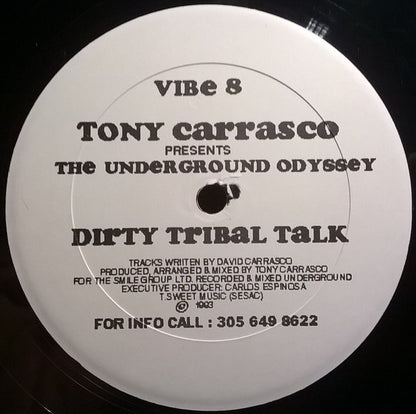 VIBe 8
TONY carrasco
PRESENTS
THe UNDerGrOUND ODYSSeY
DIrTY TrIBaL TaLK
TRACKS WRITTEN BY DAVID CARRASCO
PRODUCED, ARRANGED & MIXED BY TONY CARRASCO
FOR THE SMILE GROUP LTD. RECORDED & MIXED UNDERGROUND
EXECUTIVE PRODUCER: CARLOS ESPINOSA
T.SWEET MUSIC (SESAC)
© 1993
FOR INFO CALL : 305 649 8622